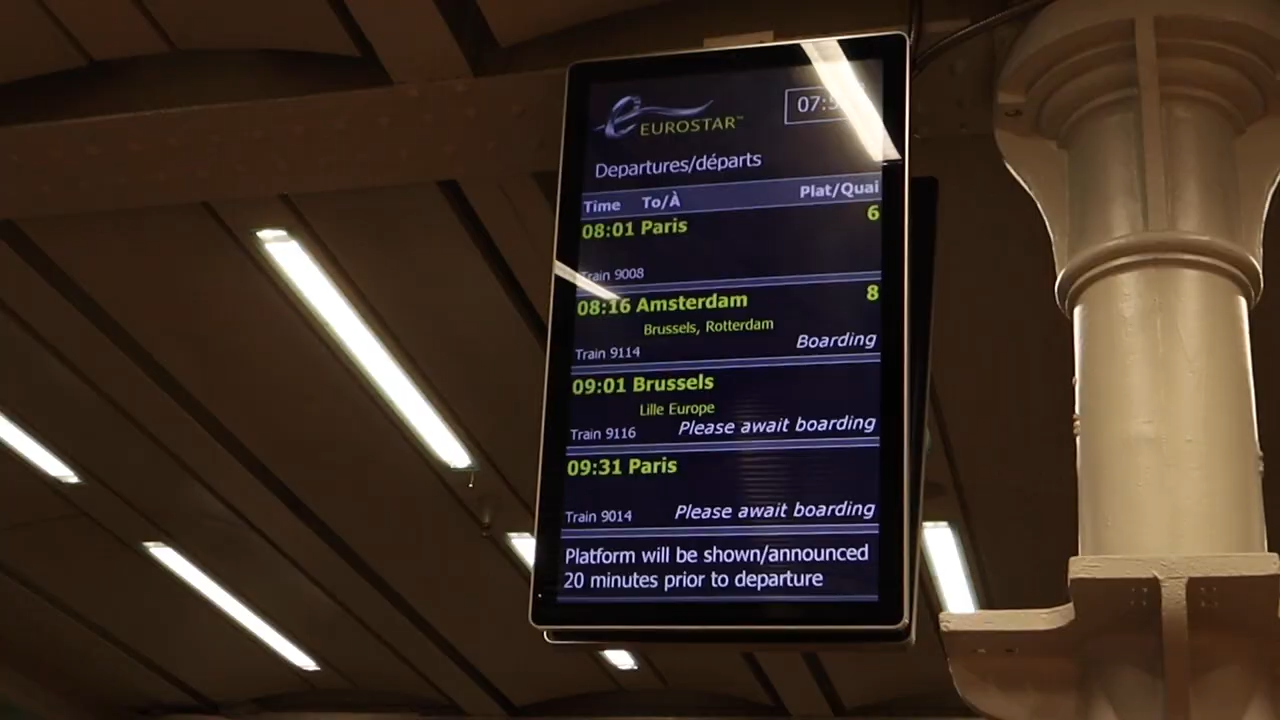 EUROSTAR™
Departures/départs
Time To/À Plat/Quai
08:01 Paris 6
Train 9008
08:16 Amsterdam 8
Brussels, Rotterdam
Train 9114 Boarding
09:01 Brussels
Lille Europe
Train 9116 Please await boarding
09:31 Paris
Train 9014 Please await boarding
Platform will be shown/announced
20 minutes prior to departure